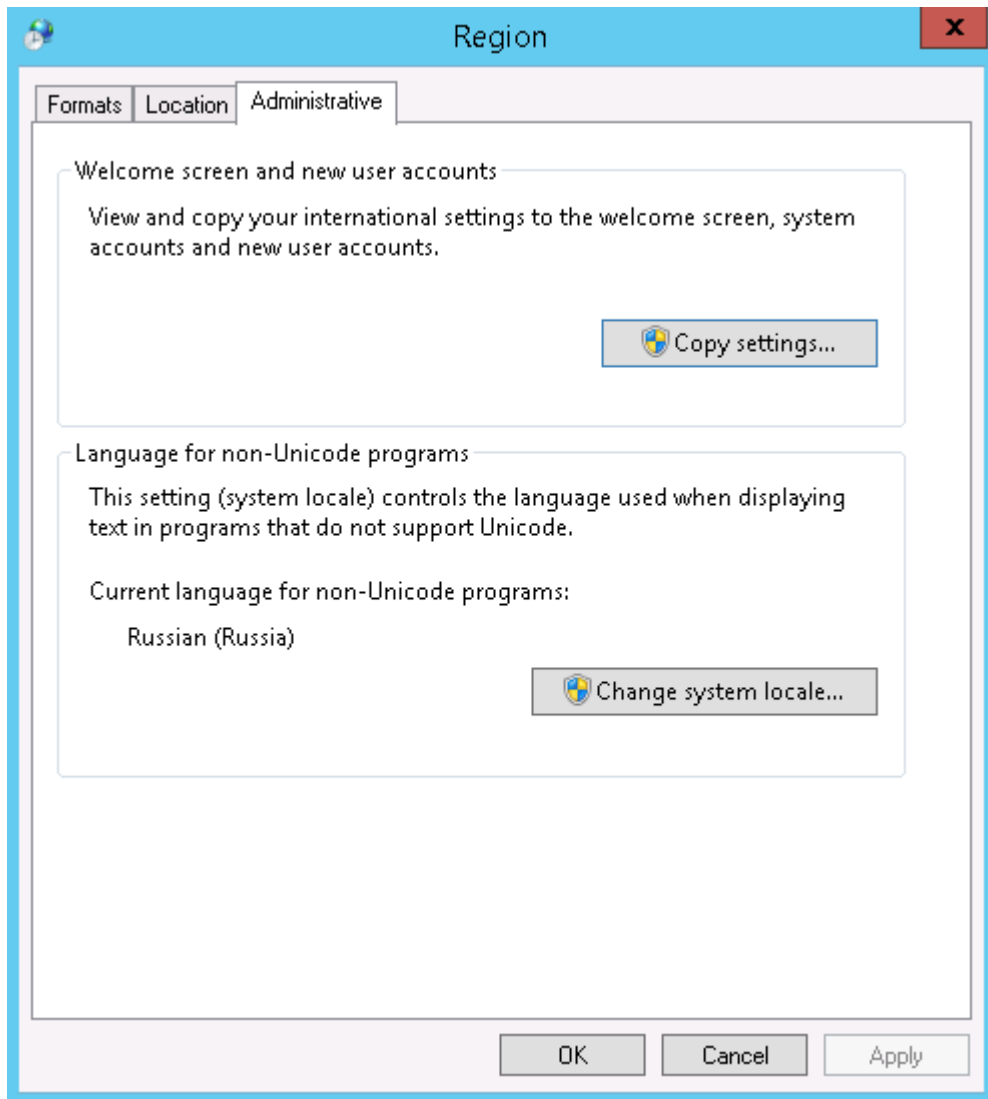 Region
x
Formats
Location
Administrative
Welcome screen and new user accounts
View and copy your international settings to the welcome screen, system
accounts and new user accounts.
Copy settings...
Language for non-Unicode programs
This setting (system locale) controls the language used when displaying
text in programs that do not support Unicode.
Current language for non-Unicode programs:
Russian (Russia)
Change system locale...
OK
Cancel
Apply